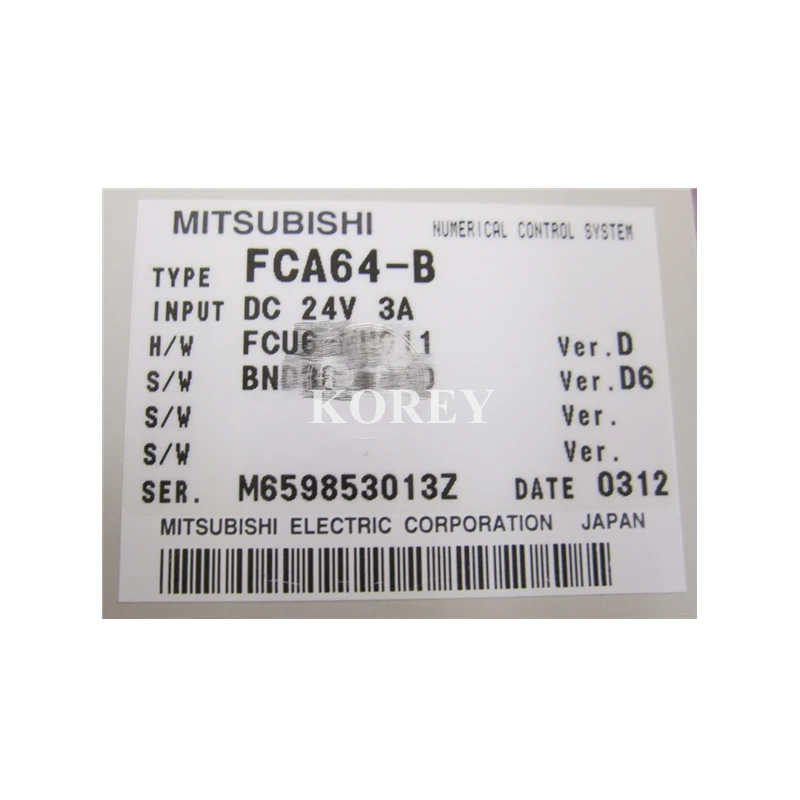 MITSUBISHI NUMERICAL CONTROL SYSTEM
TYPE FCA64-B
INPUT DC 24V 3A
H/W Ver.D
S/W Ver.D6
KOREY
S/W Ver.
S/W Ver.
SER. M659853013Z DATE 0312
MITSUBISHI ELECTRIC CORPORATION JAPAN